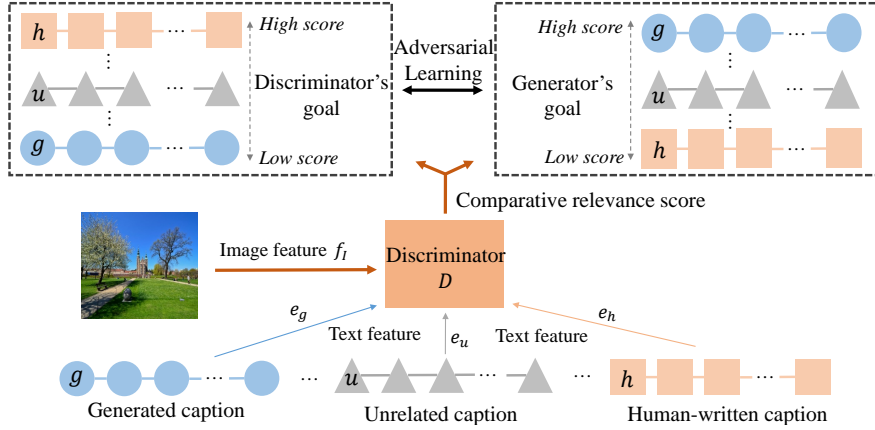 h
High score
...
u
...
Discriminator's
goal
...
g
...
Low score
Adversarial
Learning
High score
g
...
Generator's
goal
u
...
Low score
h
...
Comparative relevance score
Image feature f_I
Discriminator
D
e_g
Text feature
e_u
Text feature
e_h
g
...
...
u
...
...
h
...
Generated caption
Unrelated caption
Human-written caption